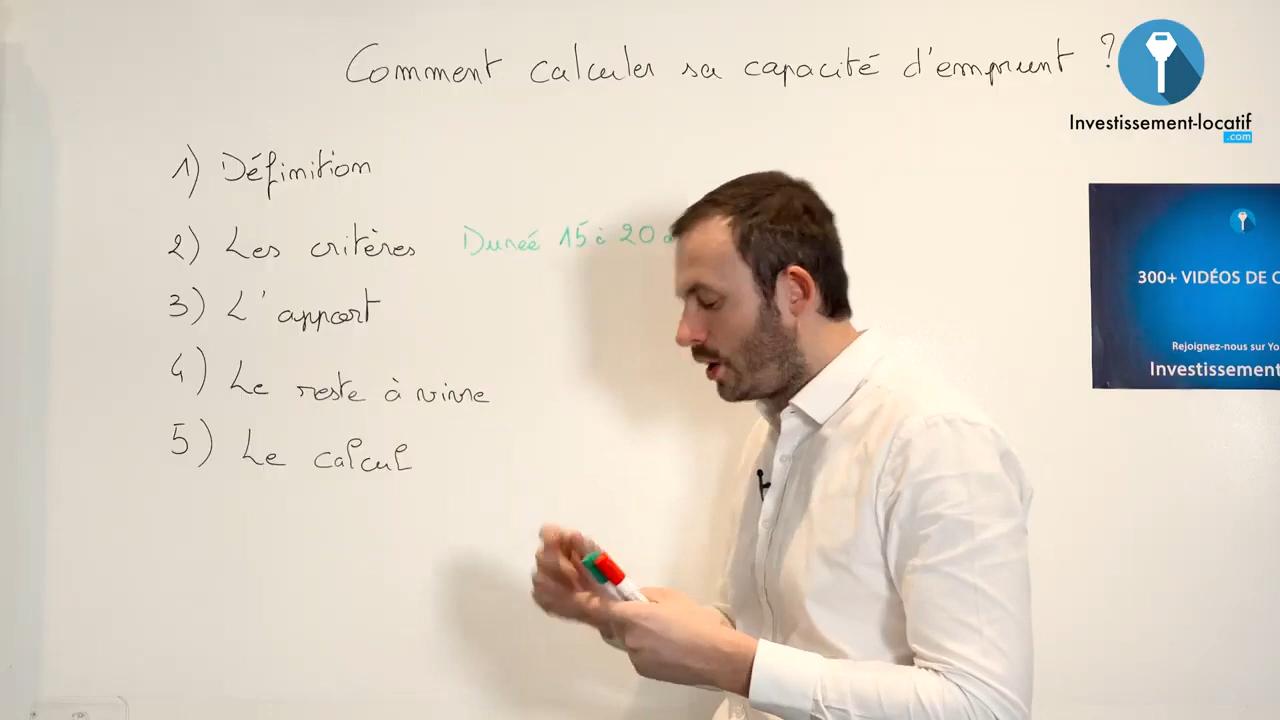 Comment calculer sa capacité d'emprunt ?
Investissement-locatif
.com
1) Définition
2) Les critères Dureé 15 à 20
3) L'apport
4) Le reste à vivre
5) Le calcul
300+ VIDÉOS DE C
Rejoignez-nous sur Yo
Investissement